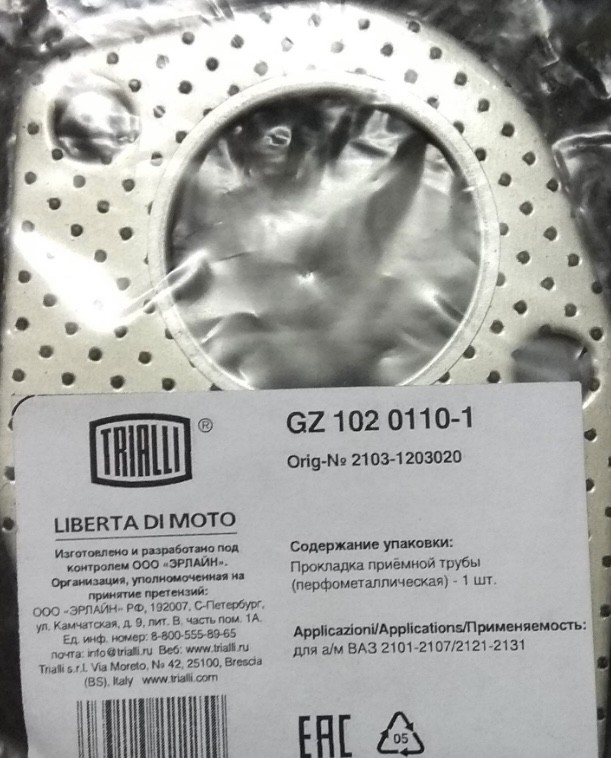 TRIALLI ®
LIBERTA DI MOTO
Изготовлено и разработано под
контролем ООО «ЭРЛАЙН».
Организация, уполномоченная на
принятие претензий:
ООО «ЭРЛАЙН» РФ, 192007, С-Петербург,
ул. Камчатская, д. 9, лит. В, часть пом. 1А.
Ед. инф. номер: 8-800-555-89-65
почта: info@trialli.ru Веб: www.trialli.ru
Trialli s.r.l. Via Moreto, № 42, 25100, Brescia
(BS), Italy www.trialli.com
GZ 102 0110-1
Orig-№ 2103-1203020
Содержание упаковки:
Прокладка приёмной трубы
(перфометаллическая) - 1 шт.
Applicazioni/Applications/Применяемость:
для а/м ВАЗ 2101-2107/2121-2131
EAC
05